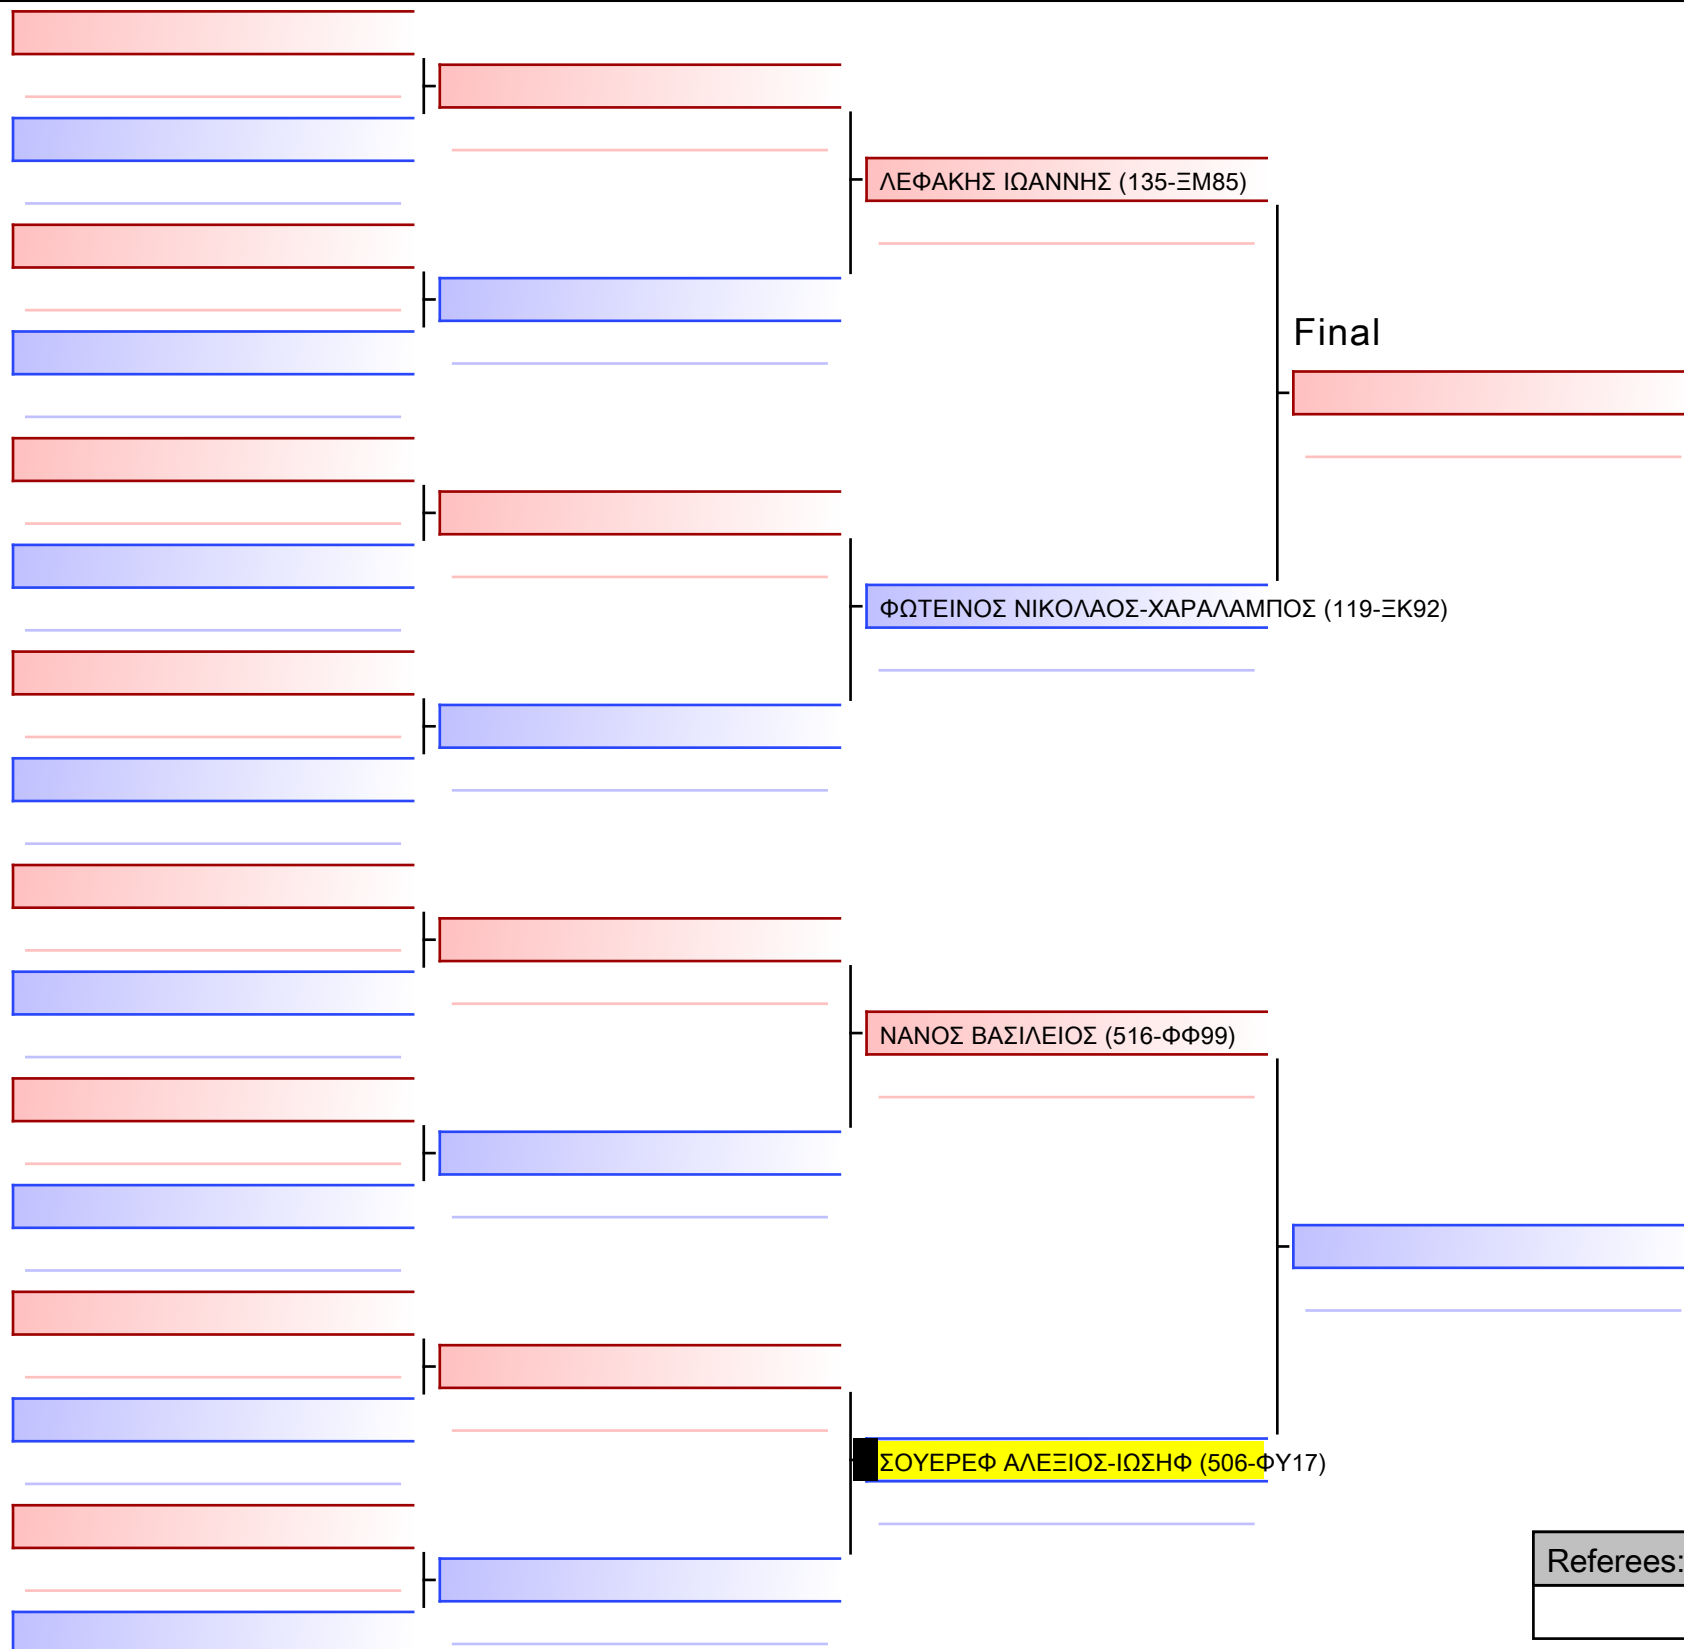 ΛΕΦΑΚΗΣ ΙΩΑΝΝΗΣ (135-ΞΜ85)
Final
ΦΩΤΕΙΝΟΣ ΝΙΚΟΛΑΟΣ-ΧΑΡΑΛΑΜΠΟΣ (119-ΞΚ92)
ΝΑΝΟΣ ΒΑΣΙΛΕΙΟΣ (516-ΦΦ99)
ΣΟΥΕΡΕΦ ΑΛΕΞΙΟΣ-ΙΩΣΗΦ (506-ΦΥ17)
Referees: